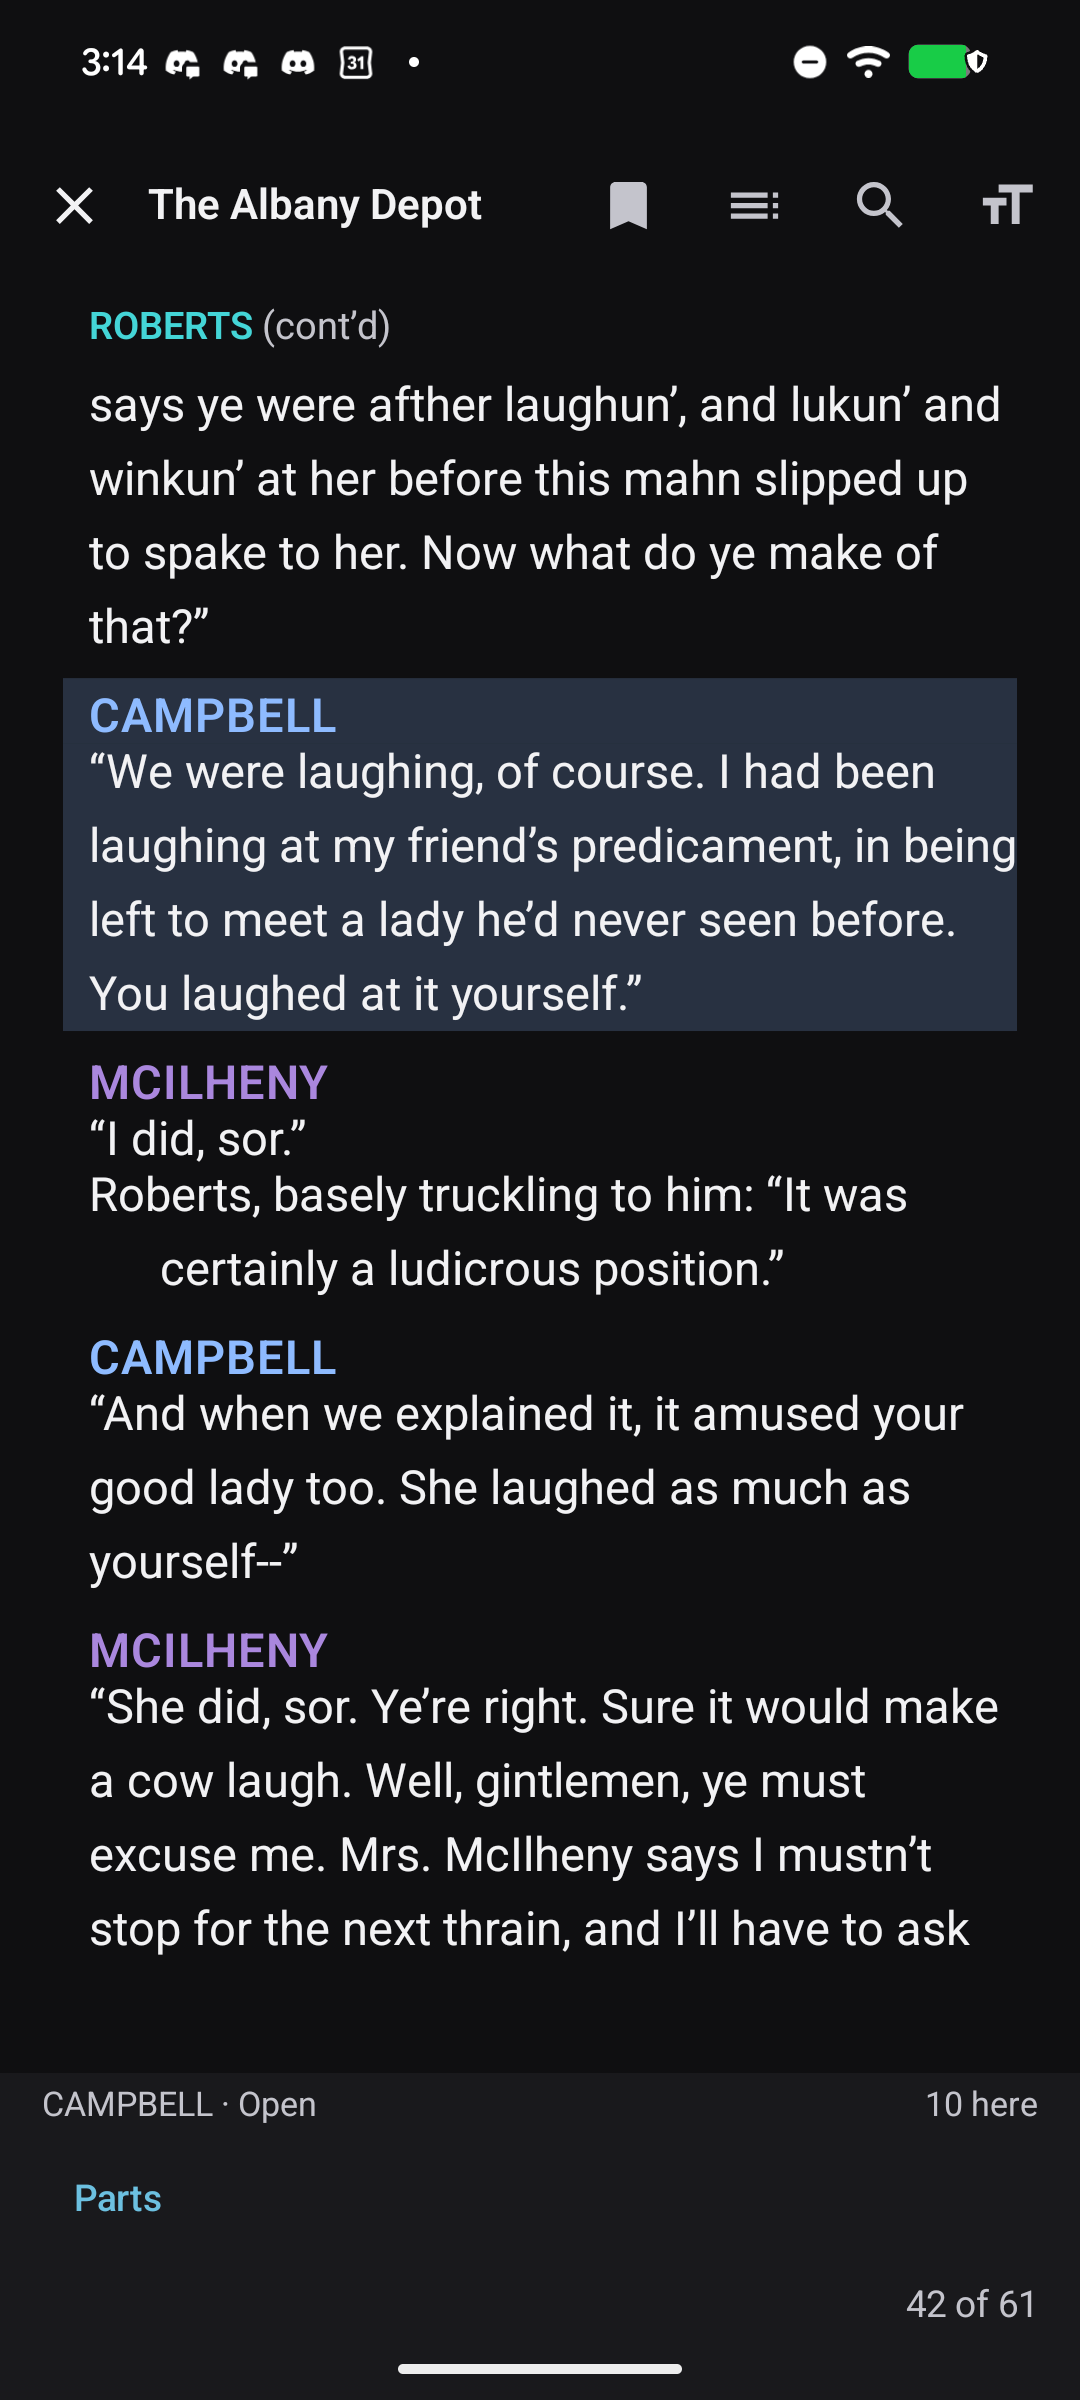 3:14
31
The Albany Depot
ROBERTS (cont’d)
says ye were afther laughun’, and lukun’ and
winkun’ at her before this mahn slipped up
to spake to her. Now what do ye make of
that?”
CAMPBELL
“We were laughing, of course. I had been
laughing at my friend’s predicament, in being
left to meet a lady he’d never seen before.
You laughed at it yourself.”
MCILHENY
“I did, sor.”
Roberts, basely truckling to him: “It was
certainly a ludicrous position.”
CAMPBELL
“And when we explained it, it amused your
good lady too. She laughed as much as
yourself--”
MCILHENY
“She did, sor. Ye’re right. Sure it would make
a cow laugh. Well, gintlemen, ye must
excuse me. Mrs. McIlheny says I mustn’t
stop for the next thrain, and I’ll have to ask
CAMPBELL · Open
10 here
Parts
42 of 61